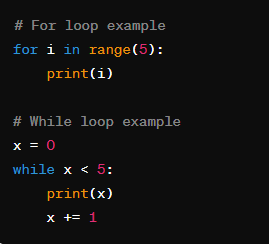 # For loop example
for i in range(5):
    print(i)

# While loop example
x = 0
while x < 5:
    print(x)
    x += 1